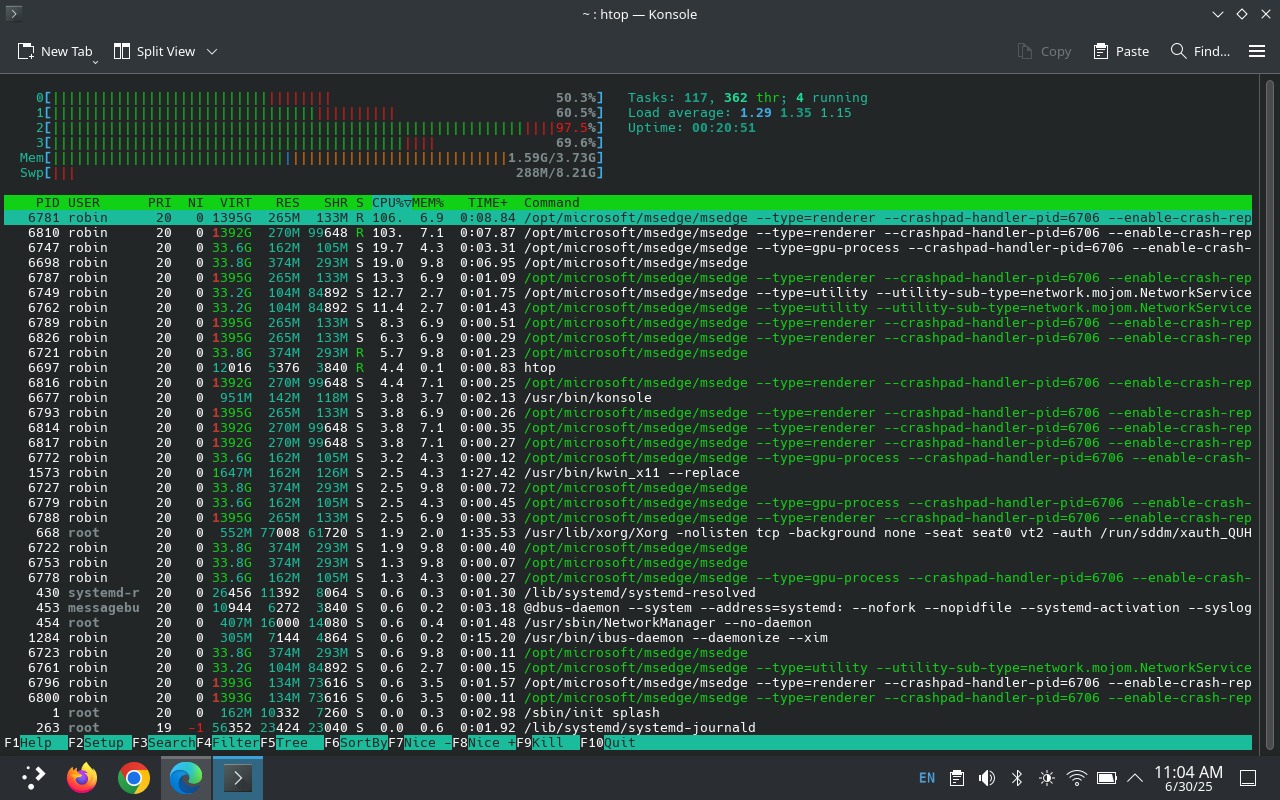 ~ : htop — Konsole
New Tab Split View Copy Paste Find...
0[ 50.3%] Tasks: 117, 362 thr; 4 running
1[ 60.5%] Load average: 1.29 1.35 1.15
2[ 97.5%] Uptime: 00:20:51
3[ 69.6%]
Mem[ 1.59G/3.73G]
Swp[ 288M/8.21G]
PID USER PRI NI VIRT RES SHR S CPU%▽MEM% TIME+ Command
6781 robin 20 0 1395G 265M 133M R 106. 6.9 0:08.84 /opt/microsoft/msedge/msedge --type=renderer --crashpad-handler-pid=6706 --enable-crash-rep
6810 robin 20 0 1392G 270M 99648 R 103. 7.1 0:07.87 /opt/microsoft/msedge/msedge --type=renderer --crashpad-handler-pid=6706 --enable-crash-rep
6747 robin 20 0 33.6G 162M 105M S 19.7 4.3 0:03.31 /opt/microsoft/msedge/msedge --type=gpu-process --crashpad-handler-pid=6706 --enable-crash-
6698 robin 20 0 33.8G 374M 293M S 19.0 9.8 0:06.95 /opt/microsoft/msedge/msedge
6787 robin 20 0 1395G 265M 133M S 13.3 6.9 0:01.09 /opt/microsoft/msedge/msedge --type=renderer --crashpad-handler-pid=6706 --enable-crash-rep
6749 robin 20 0 33.2G 104M 84892 S 12.7 2.7 0:01.75 /opt/microsoft/msedge/msedge --type=utility --utility-sub-type=network.mojom.NetworkService
6762 robin 20 0 33.2G 104M 84892 S 11.4 2.7 0:01.43 /opt/microsoft/msedge/msedge --type=utility --utility-sub-type=network.mojom.NetworkService
6789 robin 20 0 1395G 265M 133M S 8.3 6.9 0:00.51 /opt/microsoft/msedge/msedge --type=renderer --crashpad-handler-pid=6706 --enable-crash-rep
6826 robin 20 0 1395G 265M 133M S 6.3 6.9 0:00.29 /opt/microsoft/msedge/msedge --type=renderer --crashpad-handler-pid=6706 --enable-crash-rep
6721 robin 20 0 33.8G 374M 293M R 5.7 9.8 0:01.23 /opt/microsoft/msedge/msedge
6697 robin 20 0 12016 5376 3840 R 4.4 0.1 0:00.83 htop
6816 robin 20 0 1392G 270M 99648 S 4.4 7.1 0:00.25 /opt/microsoft/msedge/msedge --type=renderer --crashpad-handler-pid=6706 --enable-crash-rep
6677 robin 20 0 951M 142M 118M S 3.8 3.7 0:02.13 /usr/bin/konsole
6793 robin 20 0 1395G 265M 133M S 3.8 6.9 0:00.26 /opt/microsoft/msedge/msedge --type=renderer --crashpad-handler-pid=6706 --enable-crash-rep
6814 robin 20 0 1392G 270M 99648 S 3.8 7.1 0:00.35 /opt/microsoft/msedge/msedge --type=renderer --crashpad-handler-pid=6706 --enable-crash-rep
6817 robin 20 0 1392G 270M 99648 S 3.8 7.1 0:00.27 /opt/microsoft/msedge/msedge --type=renderer --crashpad-handler-pid=6706 --enable-crash-rep
6772 robin 20 0 33.6G 162M 105M S 3.2 4.3 0:00.12 /opt/microsoft/msedge/msedge --type=gpu-process --crashpad-handler-pid=6706 --enable-crash-
1573 robin 20 0 1647M 162M 126M S 2.5 4.3 1:27.42 /usr/bin/kwin_x11 --replace
6727 robin 20 0 33.8G 374M 293M S 2.5 9.8 0:00.72 /opt/microsoft/msedge/msedge
6779 robin 20 0 33.6G 162M 105M S 2.5 4.3 0:00.45 /opt/microsoft/msedge/msedge --type=gpu-process --crashpad-handler-pid=6706 --enable-crash-
6788 robin 20 0 1395G 265M 133M S 2.5 6.9 0:00.33 /opt/microsoft/msedge/msedge --type=renderer --crashpad-handler-pid=6706 --enable-crash-rep
668 root 20 0 552M 77008 61720 S 1.9 2.0 1:35.53 /usr/lib/xorg/Xorg -nolisten tcp -background none -seat seat0 vt2 -auth /run/sddm/xauth_QUH
6722 robin 20 0 33.8G 374M 293M S 1.9 9.8 0:00.40 /opt/microsoft/msedge/msedge
6753 robin 20 0 33.8G 374M 293M S 1.3 9.8 0:00.07 /opt/microsoft/msedge/msedge
6778 robin 20 0 33.6G 162M 105M S 1.3 4.3 0:00.27 /opt/microsoft/msedge/msedge --type=gpu-process --crashpad-handler-pid=6706 --enable-crash-
430 systemd-r 20 0 26456 11392 8064 S 0.6 0.3 0:01.30 /lib/systemd/systemd-resolved
453 messagebu 20 0 10944 6272 3840 S 0.6 0.2 0:03.18 @dbus-daemon --system --address=systemd: --nofork --nopidfile --systemd-activation --syslog
454 root 20 0 407M 16000 14080 S 0.6 0.4 0:01.48 /usr/sbin/NetworkManager --no-daemon
1284 robin 20 0 305M 7144 4864 S 0.6 0.2 0:15.20 /usr/bin/ibus-daemon --daemonize --xim
6723 robin 20 0 33.8G 374M 293M S 0.6 9.8 0:00.11 /opt/microsoft/msedge/msedge
6761 robin 20 0 33.2G 104M 84892 S 0.6 2.7 0:00.15 /opt/microsoft/msedge/msedge --type=utility --utility-sub-type=network.mojom.NetworkService
6796 robin 20 0 1393G 134M 73616 S 0.6 3.5 0:01.57 /opt/microsoft/msedge/msedge --type=renderer --crashpad-handler-pid=6706 --enable-crash-rep
6800 robin 20 0 1393G 134M 73616 S 0.6 3.5 0:00.11 /opt/microsoft/msedge/msedge --type=renderer --crashpad-handler-pid=6706 --enable-crash-rep
1 root 20 0 162M 10332 7260 S 0.0 0.3 0:02.98 /sbin/init splash
263 root 19 -1 56352 23424 23040 S 0.0 0.6 0:01.92 /lib/systemd/systemd-journald
F1Help F2Setup F3SearchF4FilterF5Tree F6SortByF7Nice -F8Nice +F9Kill F10Quit
EN 11:04 AM
6/30/25